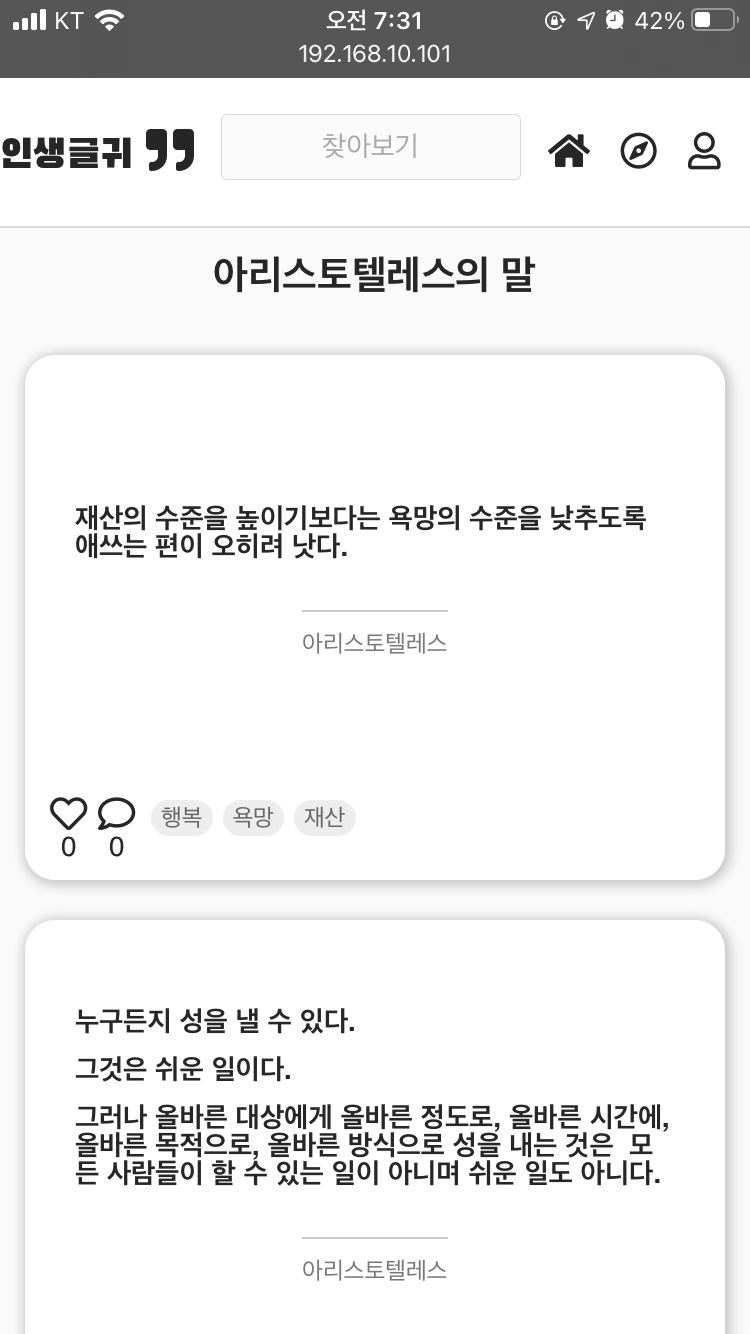 KT
오전 7:31
42%
192.168.10.101
인생글귀
찾아보기
아리스토텔레스의 말
재산의 수준을 높이기보다는 욕망의 수준을 낮추도록
애쓰는 편이 오히려 낫다.
아리스토텔레스
행복 욕망 재산
0 0
누구든지 성을 낼 수 있다.
그것은 쉬운 일이다.
그러나 올바른 대상에게 올바른 정도로, 올바른 시간에,
올바른 목적으로, 올바른 방식으로 성을 내는 것은  모
든 사람들이 할 수 있는 일이 아니며 쉬운 일도 아니다.
아리스토텔레스